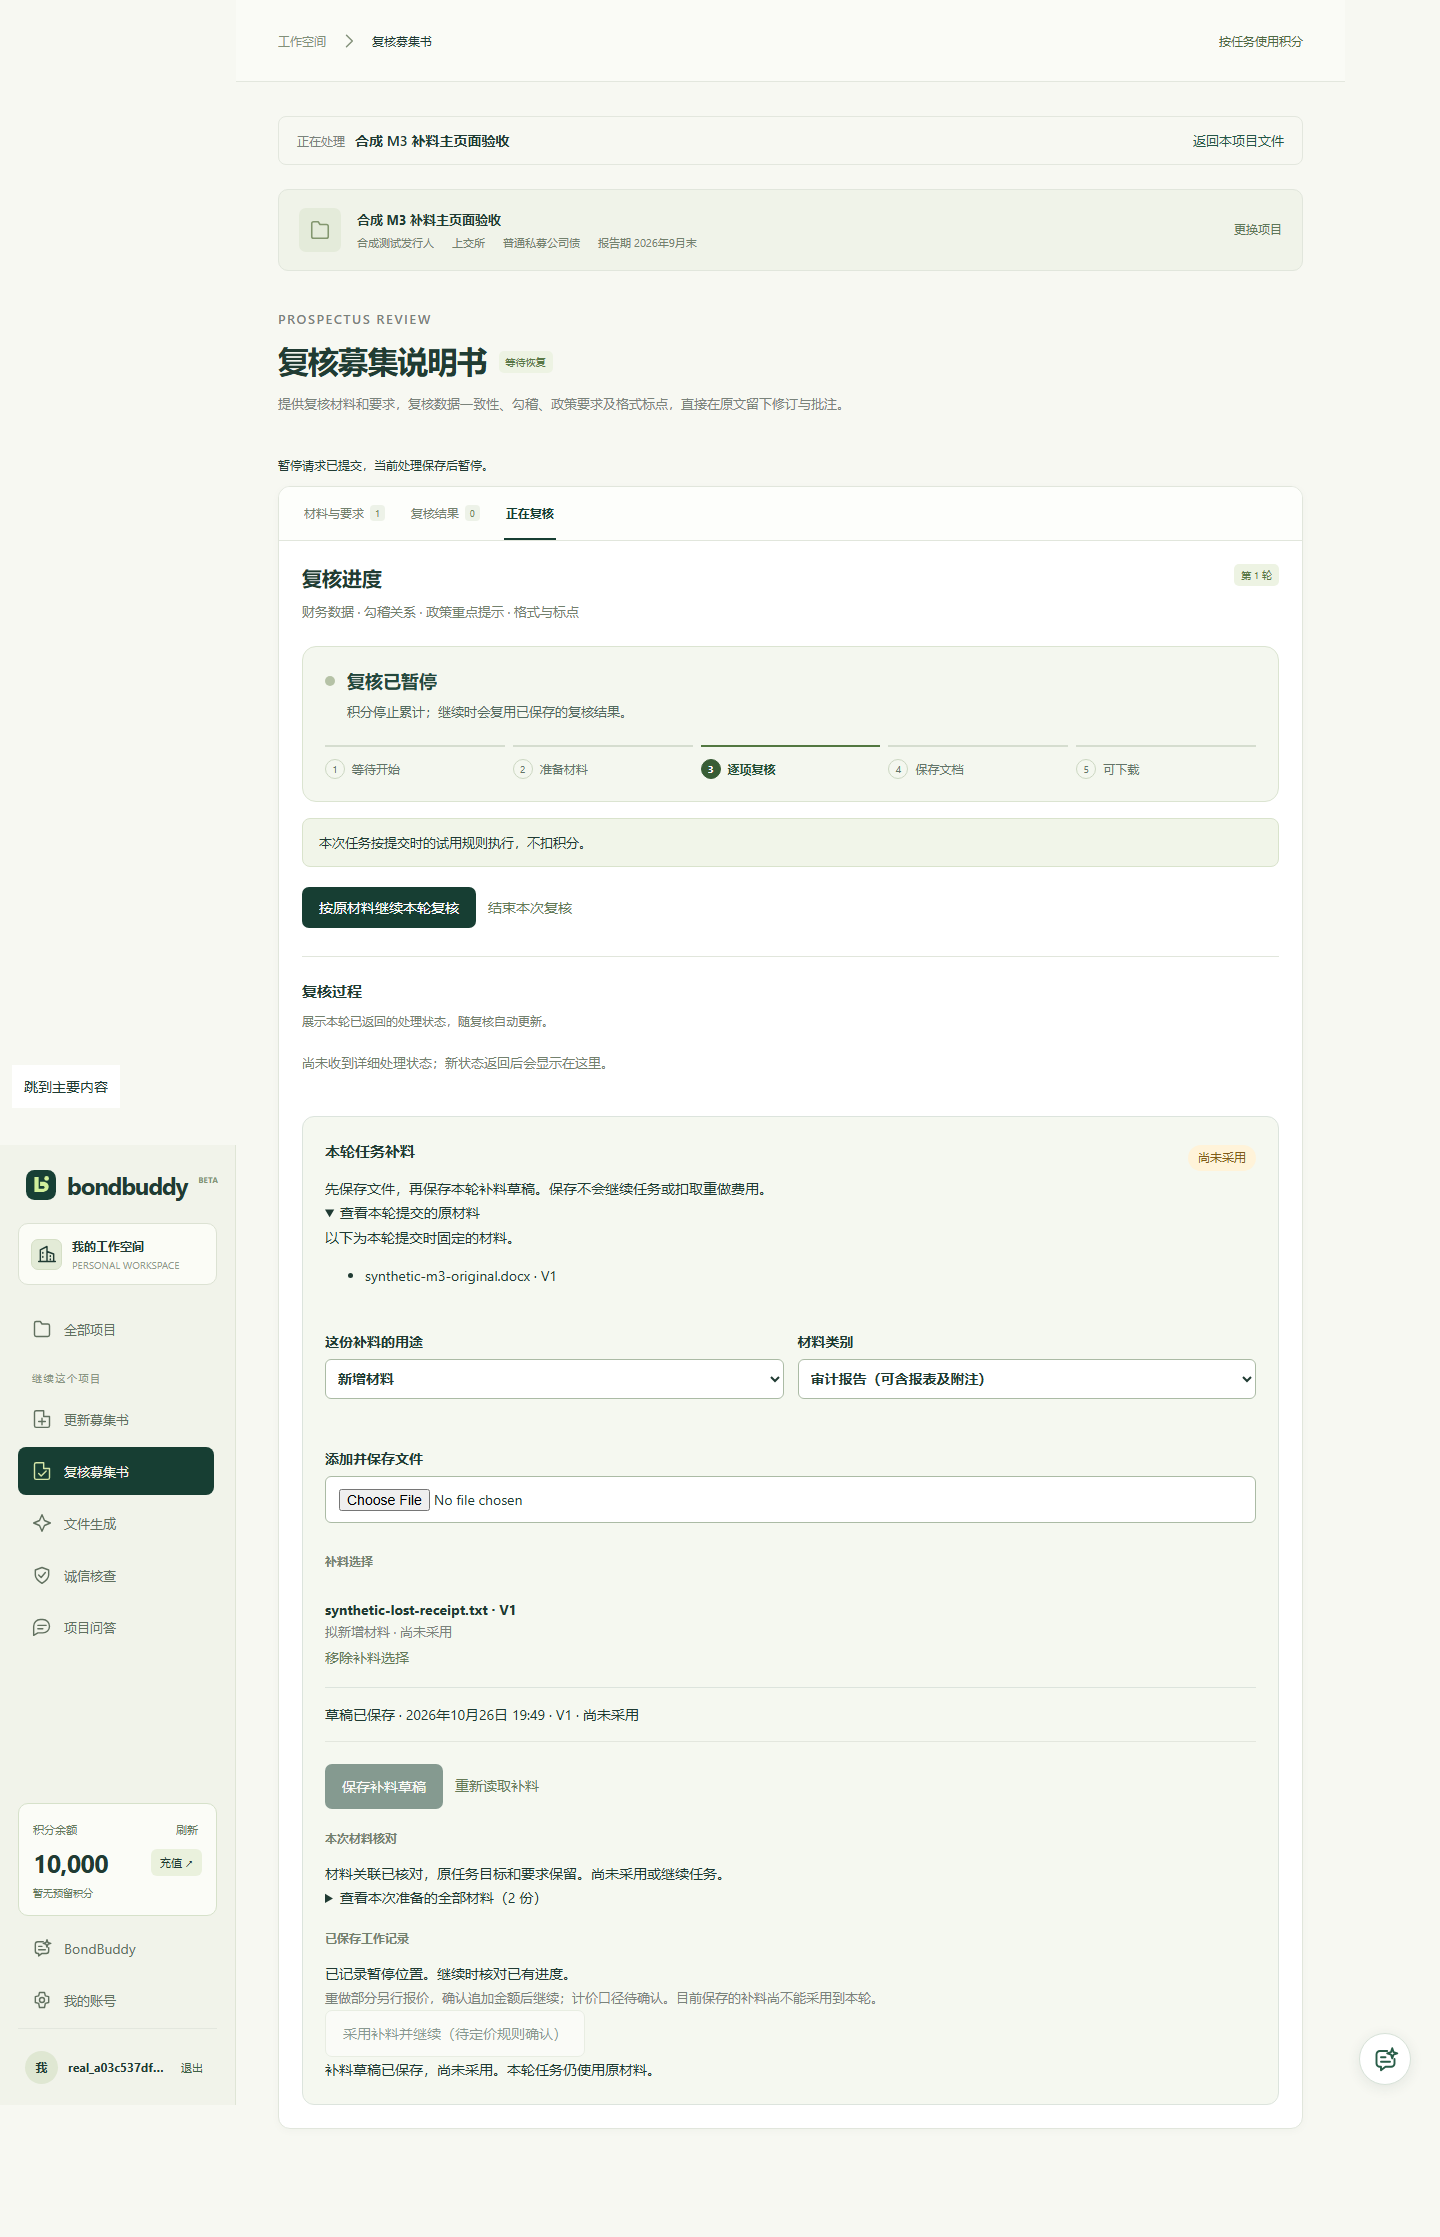 工作空间
复核募集书
按任务使用积分
正在处理 合成 M3 补料主页面验收
返回本项目文件
合成 M3 补料主页面验收
合成测试发行人 上交所 普通私募公司债 报告期 2026年9月末
更换项目
PROSPECTUS REVIEW
复核募集说明书 等待恢复
提供复核材料和要求，复核数据一致性、勾稽、政策要求及格式标点，直接在原文留下修订与批注。
暂停请求已提交，当前处理保存后暂停。
材料与要求 1 复核结果 0 正在复核
复核进度
第 1 轮
财务数据 · 勾稽关系 · 政策重点提示 · 格式与标点
复核已暂停
积分停止累计；继续时会复用已保存的复核结果。
1 等待开始 2 准备材料 3 逐项复核 4 保存文档 5 可下载
本次任务按提交时的试用规则执行，不扣积分。
按原材料继续本轮复核 结束本次复核
复核过程
展示本轮已返回的处理状态，随复核自动更新。
尚未收到详细处理状态；新状态返回后会显示在这里。
本轮任务补料
尚未采用
先保存文件，再保存本轮补料草稿。保存不会继续任务或扣取重做费用。
▼ 查看本轮提交的原材料
以下为本轮提交时固定的材料。
• synthetic-m3-original.docx · V1
这份补料的用途 材料类别
新增材料 审计报告（可含报表及附注）
添加并保存文件
Choose File No file chosen
补料选择
synthetic-lost-receipt.txt · V1
拟新增材料 · 尚未采用
移除补料选择
草稿已保存 · 2026年10月26日 19:49 · V1 · 尚未采用
保存补料草稿 重新读取补料
本次材料核对
材料关联已核对，原任务目标和要求保留。尚未采用或继续任务。
▶ 查看本次准备的全部材料（2 份）
已保存工作记录
已记录暂停位置。继续时核对已有进度。
重做部分另行报价，确认追加金额后继续；计价口径待确认。目前保存的补料尚不能采用到本轮。
采用补料并继续（待定价规则确认）
补料草稿已保存，尚未采用。本轮任务仍使用原材料。
跳到主要内容
bondbuddy BETA
我的工作空间
PERSONAL WORKSPACE
全部项目
继续这个项目
更新募集书
复核募集书
文件生成
诚信核查
项目问答
积分余额 刷新
10,000 充值 ↗
暂无预留积分
BondBuddy
我的账号
我 real_a03c537df... 退出